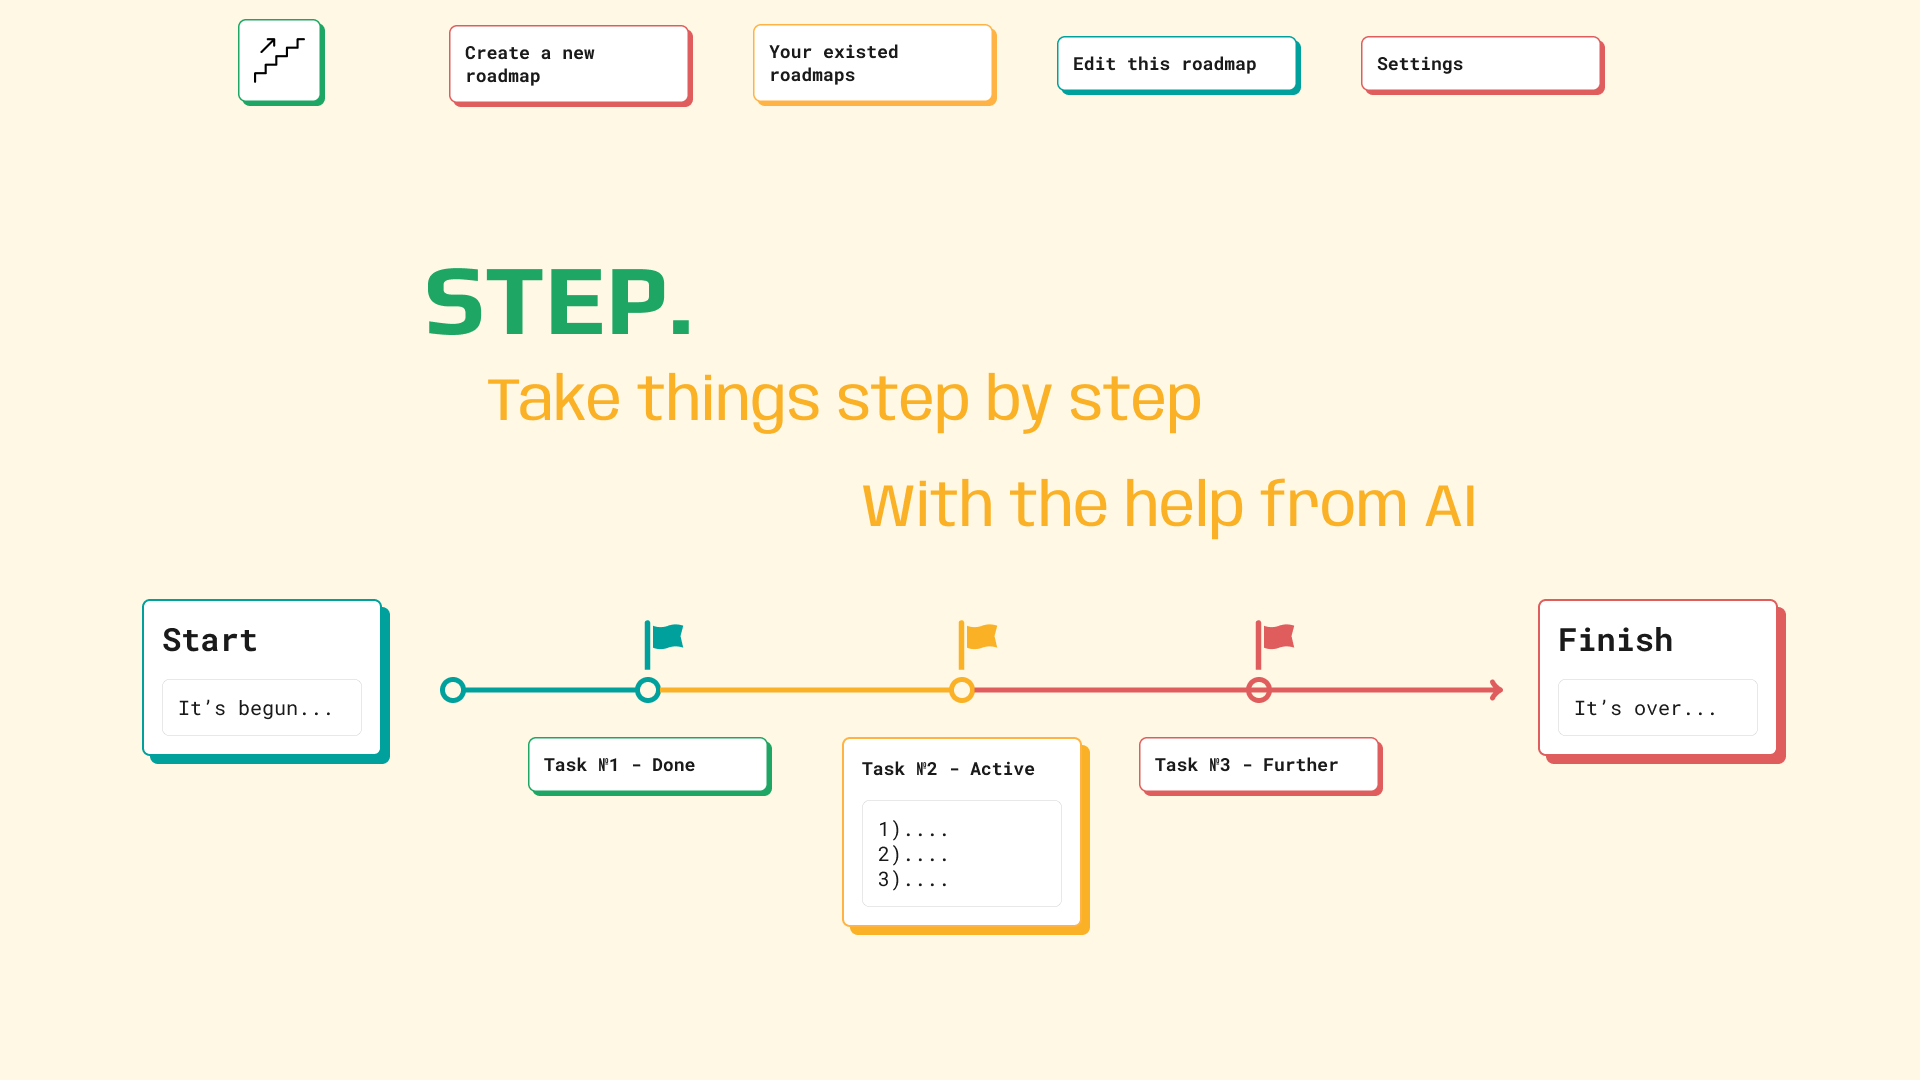 Create a new
roadmap
Your existed
roadmaps
Edit this roadmap
Settings
STEP.
Take things step by step
With the help from AI
Start
It’s begun...
Finish
It’s over...
Task №1 - Done
Task №2 - Active
1)....
2)....
3)....
Task №3 - Further